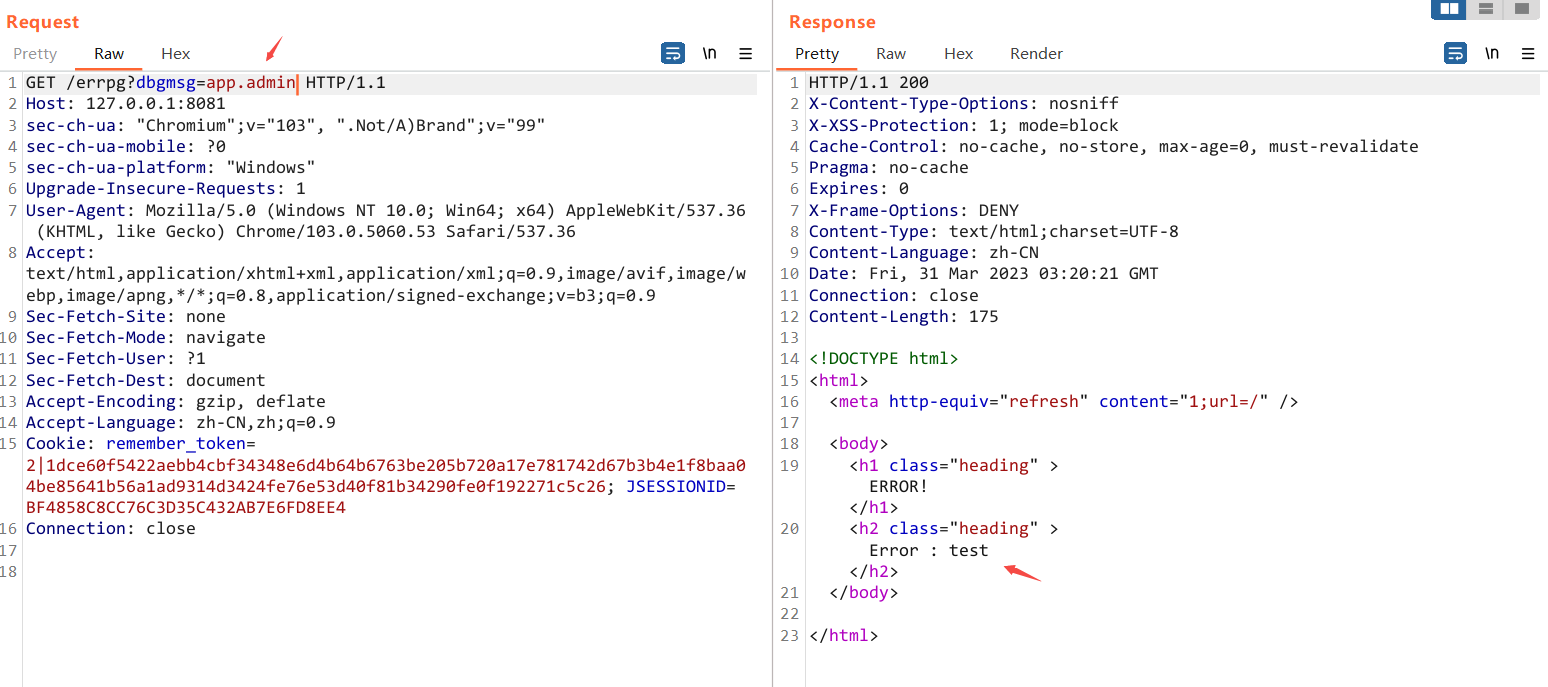 Request
Pretty Raw Hex \n
1 GET /errpg?dbgmsg=app.admin HTTP/1.1
2 Host: 127.0.0.1:8081
3 sec-ch-ua: "Chromium";v="103", ".Not/A)Brand";v="99"
4 sec-ch-ua-mobile: ?0
5 sec-ch-ua-platform: "Windows"
6 Upgrade-Insecure-Requests: 1
7 User-Agent: Mozilla/5.0 (Windows NT 10.0; Win64; x64) AppleWebKit/537.36
(KHTML, like Gecko) Chrome/103.0.5060.53 Safari/537.36
8 Accept:
text/html,application/xhtml+xml,application/xml;q=0.9,image/avif,image/w
ebp,image/apng,*/*;q=0.8,application/signed-exchange;v=b3;q=0.9
9 Sec-Fetch-Site: none
10 Sec-Fetch-Mode: navigate
11 Sec-Fetch-User: ?1
12 Sec-Fetch-Dest: document
13 Accept-Encoding: gzip, deflate
14 Accept-Language: zh-CN,zh;q=0.9
15 Cookie: remember_token=
2|1dce60f5422aebb4cbf34348e6d4b64b6763be205b720a17e781742d67b3b4e1f8baa0
4be85641b56a1ad9314d3424fe76e53d40f81b34290fe0f192271c5c26; JSESSIONID=
BF4858C8CC76C3D35C432AB7E6FD8EE4
16 Connection: close
17
18
Response
Pretty Raw Hex Render \n
1 HTTP/1.1 200
2 X-Content-Type-Options: nosniff
3 X-XSS-Protection: 1; mode=block
4 Cache-Control: no-cache, no-store, max-age=0, must-revalidate
5 Pragma: no-cache
6 Expires: 0
7 X-Frame-Options: DENY
8 Content-Type: text/html;charset=UTF-8
9 Content-Language: zh-CN
10 Date: Fri, 31 Mar 2023 03:20:21 GMT
11 Connection: close
12 Content-Length: 175
13
14 <!DOCTYPE html>
15 <html>
16 <meta http-equiv="refresh" content="1;url=/" />
17
18 <body>
19 <h1 class="heading" >
ERROR!
</h1>
20 <h2 class="heading" >
Error : test
</h2>
21 </body>
22
23 </html>